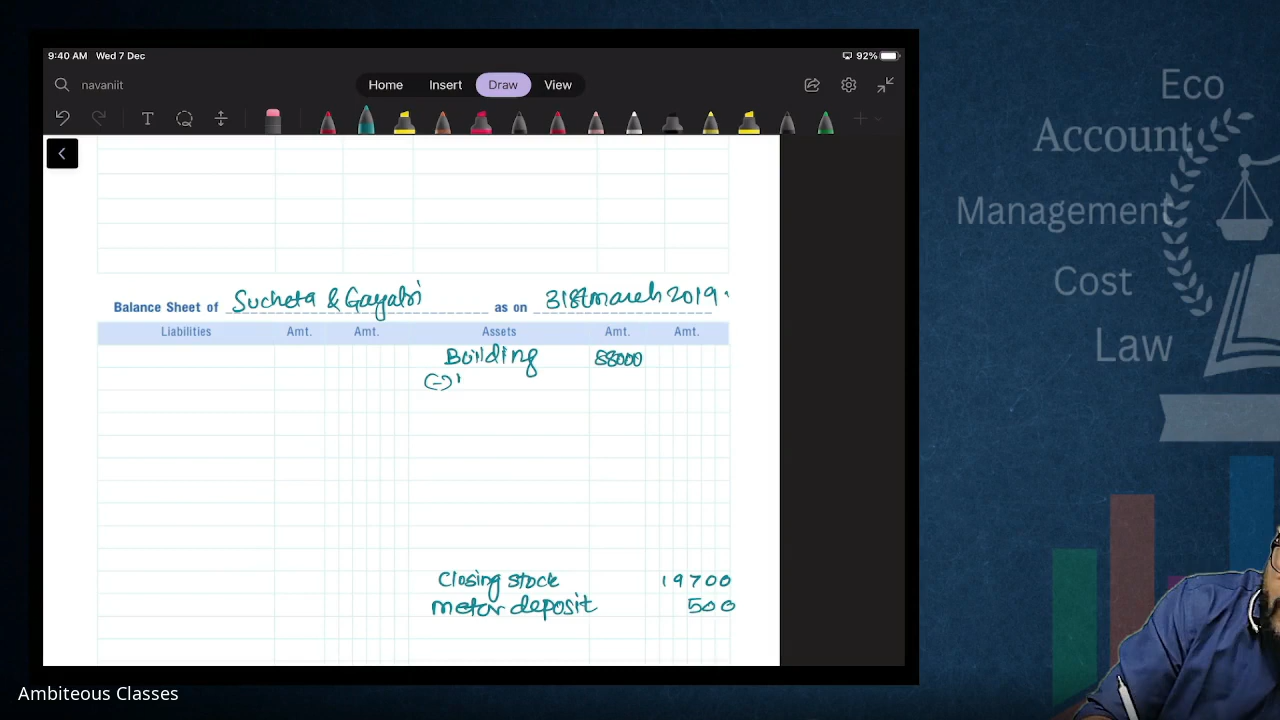 9:40 AM Wed 7 Dec 92%
navaniit Home Insert Draw View
Eco
Account
Management
Cost
Law
Balance Sheet of Sucheta & Gayatri as on 31st march 2019.
Liabilities Amt. Amt. Assets Amt. Amt.
Building 88000
(-)
Closing stock 19700
meter deposit 500
Ambiteous Classes